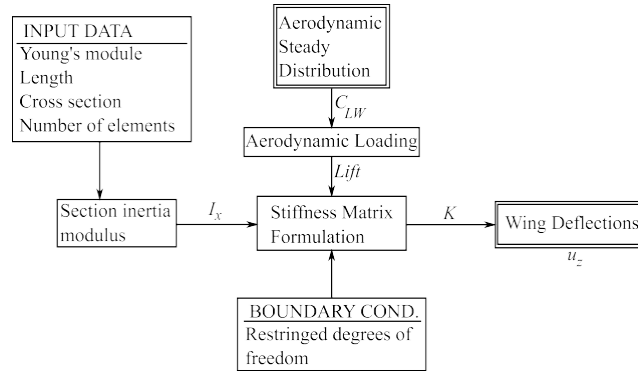 INPUT DATA
Young's module
Length
Cross section
Number of elements
Aerodynamic
Steady
Distribution
C_LW
Aerodynamic Loading
Lift
Section inertia
modulus
I_x
Stiffness Matrix
Formulation
K
Wing Deflections
u_z
BOUNDARY COND.
Restringed degrees of
freedom